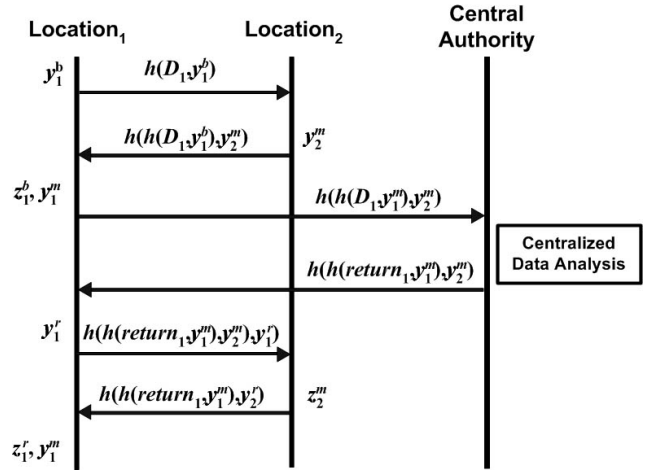 Location₁
Location₂
Central
Authority
y₁ᵇ
h(D₁,y₁ᵇ)
h(h(D₁,y₁ᵇ),y₂ᵐ)
y₂ᵐ
z₁ᵇ, y₁ᵐ
h(h(D₁,y₁ᵐ),y₂ᵐ)
Centralized
Data Analysis
h(h(return₁,y₁ᵐ),y₂ᵐ)
y₁ʳ
h(h(return₁,y₁ᵐ),y₂ᵐ),y₁ʳ)
h(h(return₁,y₁ᵐ),y₂ʳ)
z₂ᵐ
z₁ʳ, y₁ᵐ